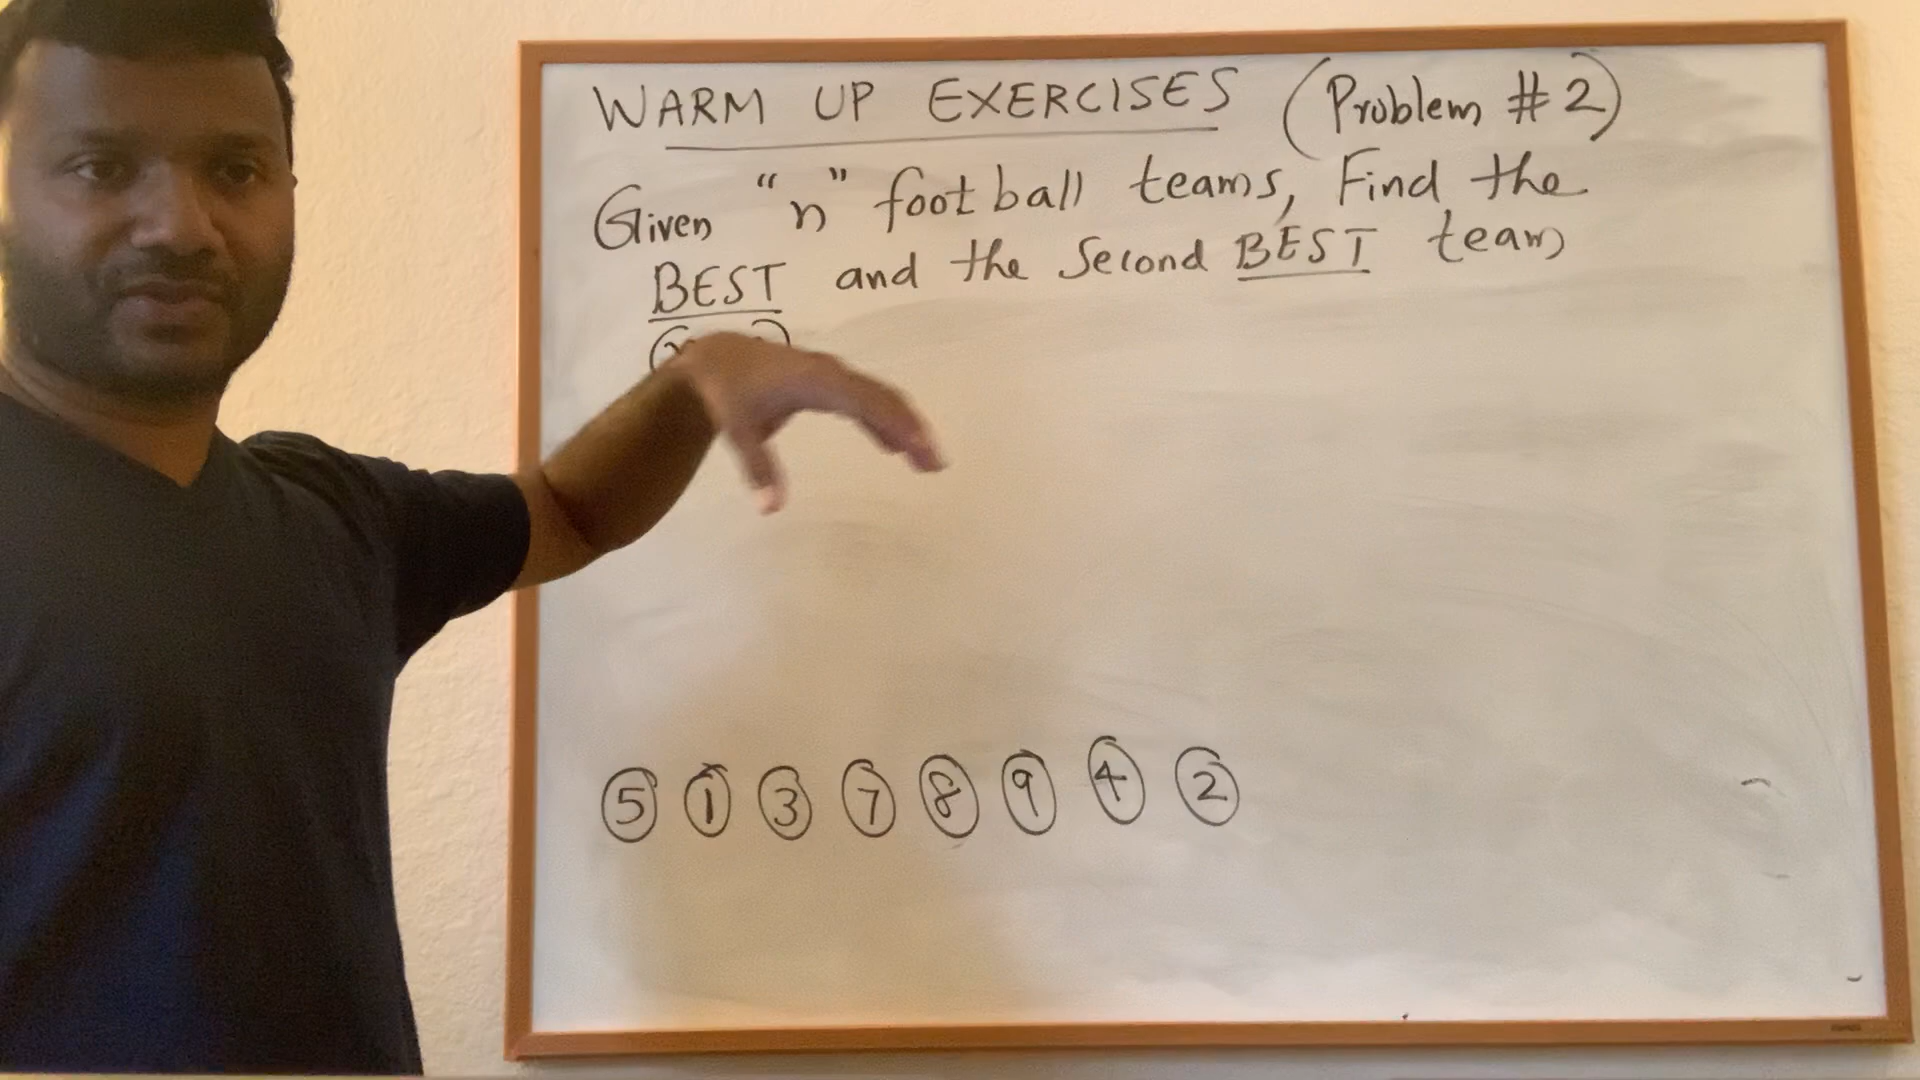 WARM UP EXERCISES (Problem #2)
Given "n" football teams, Find the
BEST and the Second BEST team
5 1 3 7 8 9 4 2